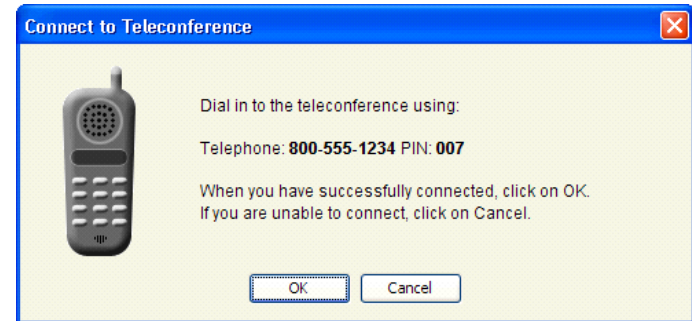 Connect to Teleconference
Dial in to the teleconference using:
Telephone: 800-555-1234 PIN: 007
When you have successfully connected, click on OK.
If you are unable to connect, click on Cancel.
OK
Cancel